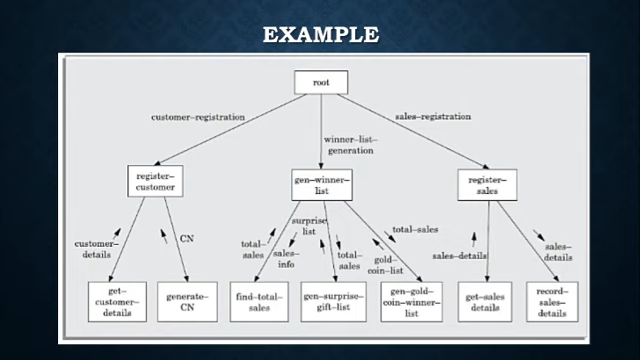 EXAMPLE
root
customer–registration
sales–registration
winner–list–
generation
register–
customer
gen–winner–
list
register–
sales
customer–
details
CN
total–
sales
sales–
info
surprise
list
total–
sales
gold–
coin–list
total–sales
sales–details
sales–
details
get–
customer–
details
generate–
CN
find–total–
sales
gen–surprise–
gift–list
gen–gold–
coin–winner–
list
get–sales
details
record–
sales–
details